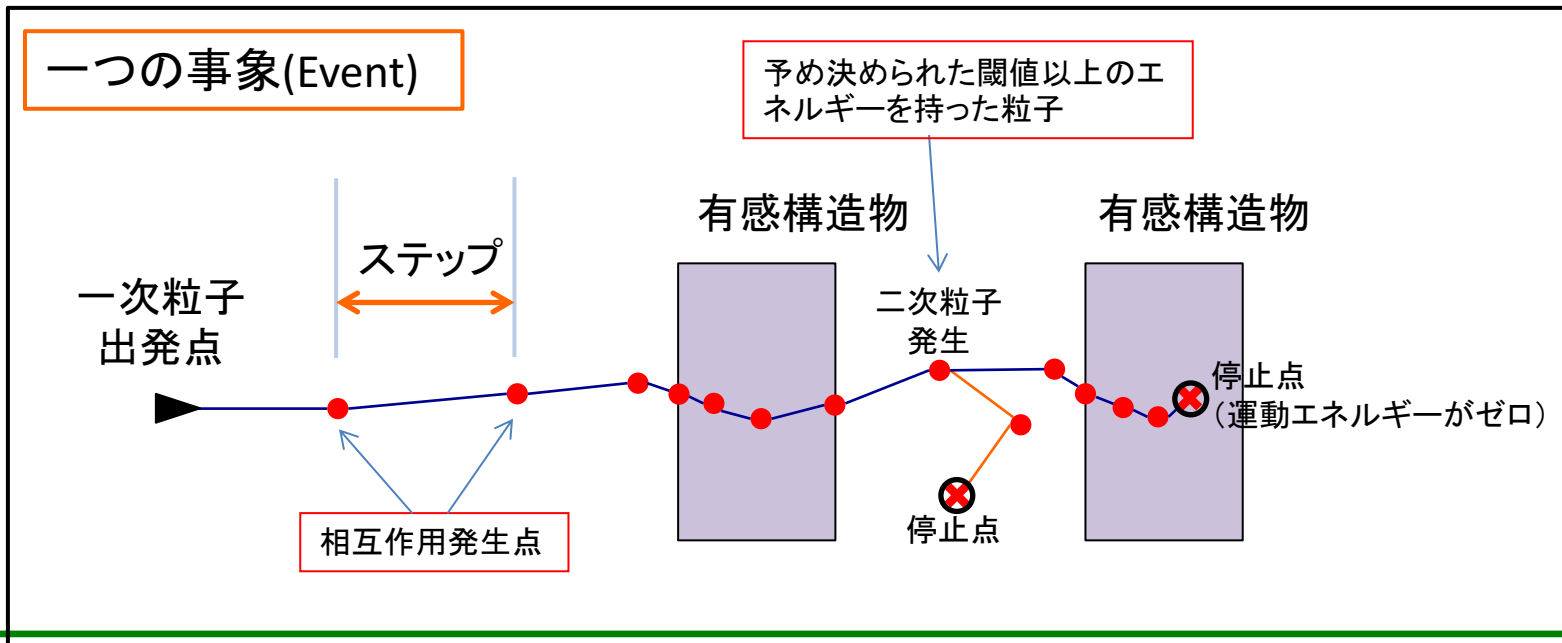 一つの事象(Event)
予め決められた閾値以上のエ
ネルギーを持った粒子
有感構造物
有感構造物
ステップ
一次粒子
出発点
二次粒子
発生
停止点
（運動エネルギーがゼロ）
停止点
相互作用発生点